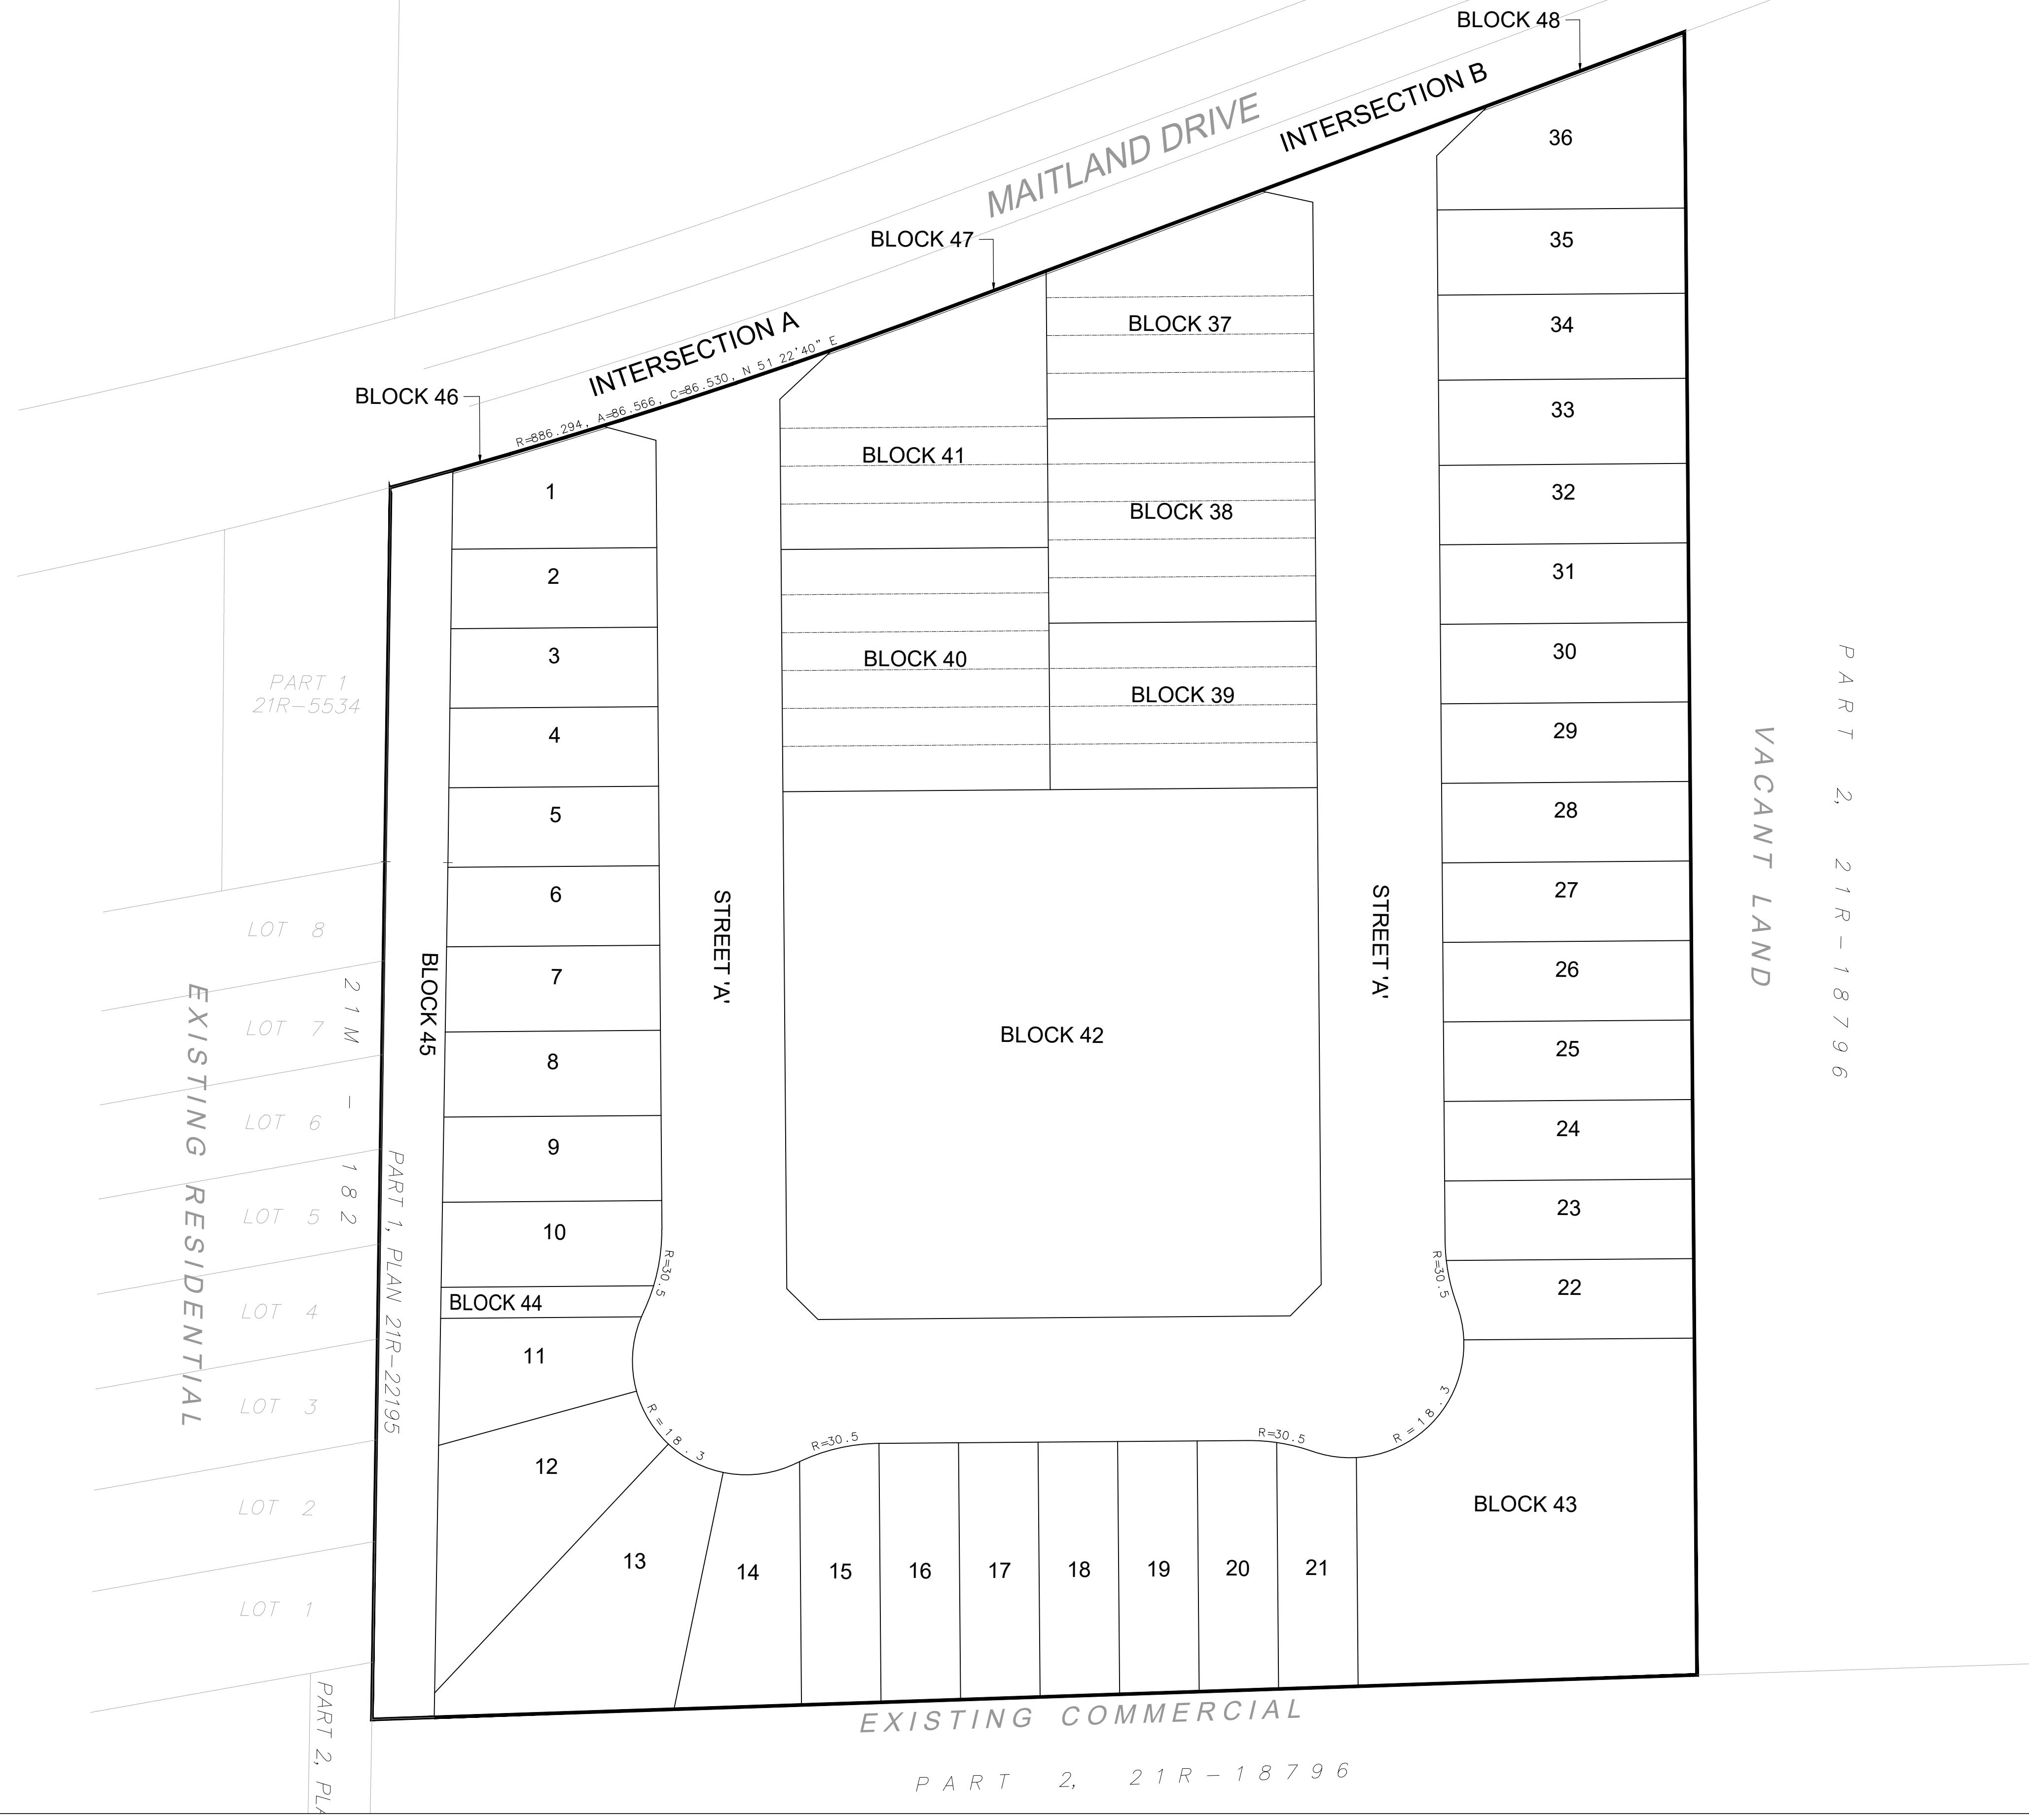 BLOCK 48
MAITLAND DRIVE
INTERSECTION B
36
BLOCK 47
35
INTERSECTION A
R=886.294, A=86.566, C=86.530, N 51 22'40" E
BLOCK 37
34
BLOCK 46
33
BLOCK 41
1
32
BLOCK 38
2
31
3
BLOCK 40
30
PART 1
21R-5534
BLOCK 39
4
29
5
28
6
27
7
26
8
25
9
24
10
23
22
STREET 'A'
STREET 'A'
BLOCK 42
VACANT LAND
PART 2, 21R-18796
LOT 8
LOT 7
LOT 6
LOT 5
LOT 4
LOT 3
LOT 2
LOT 1
EXISTING RESIDENTIAL
21M - 182
BLOCK 45
PART 1, PLAN 21R-22195
R=30.5
R=30.5
BLOCK 44
11
R=18.3
R=30.5
R=30.5
R=18.3
12
BLOCK 43
13
14
15
16
17
18
19
20
21
PART 2, PLA
EXISTING COMMERCIAL
PART 2, 21R-18796